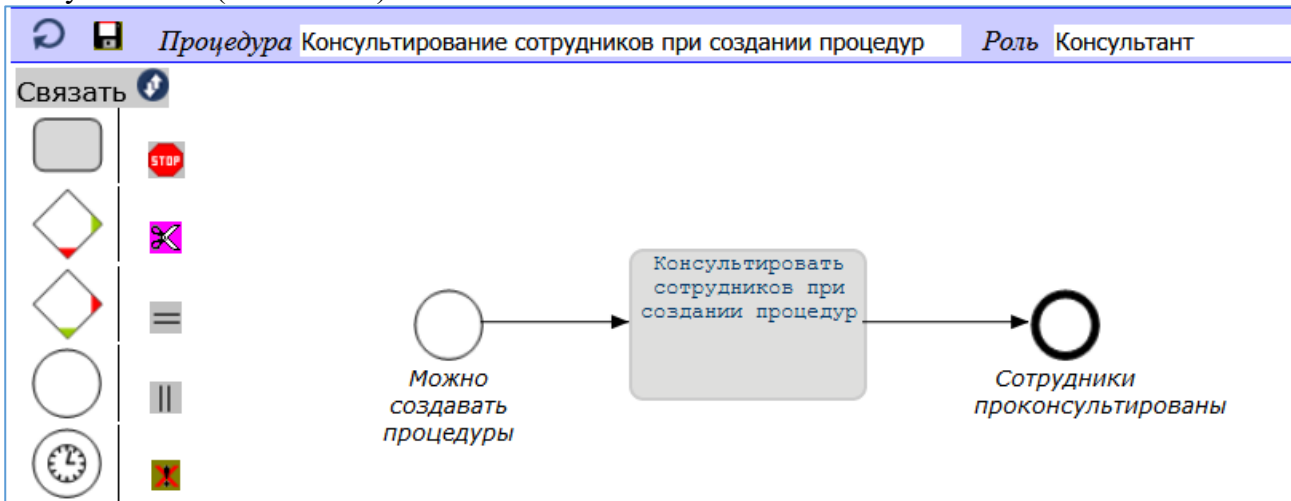 Процедура Консультирование сотрудников при создании процедур Роль Консультант
Связать
STOP
Консультировать
сотрудников при
создании процедур
Можно
создавать
процедуры
Сотрудники
проконсультированы